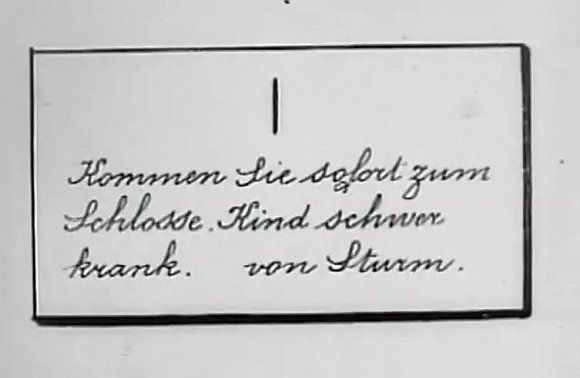 Kommen Sie sofort zum
Schlosse. Kind schwer
krank. von Sturm.